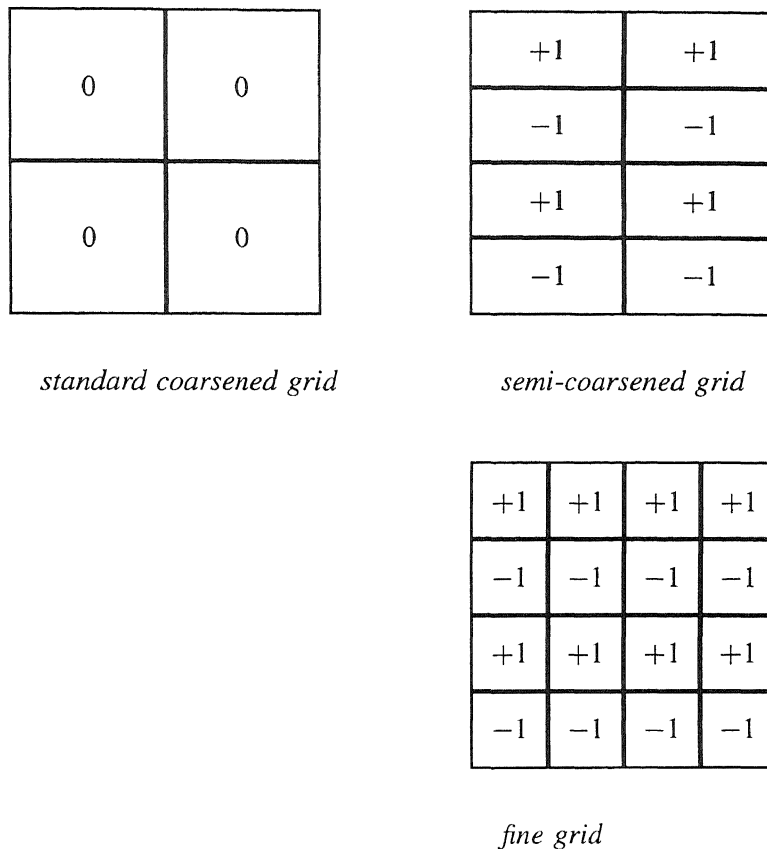 0 0
0 0
standard coarsened grid
+1 +1
−1 −1
+1 +1
−1 −1
semi-coarsened grid
+1 +1 +1 +1
−1 −1 −1 −1
+1 +1 +1 +1
−1 −1 −1 −1
fine grid